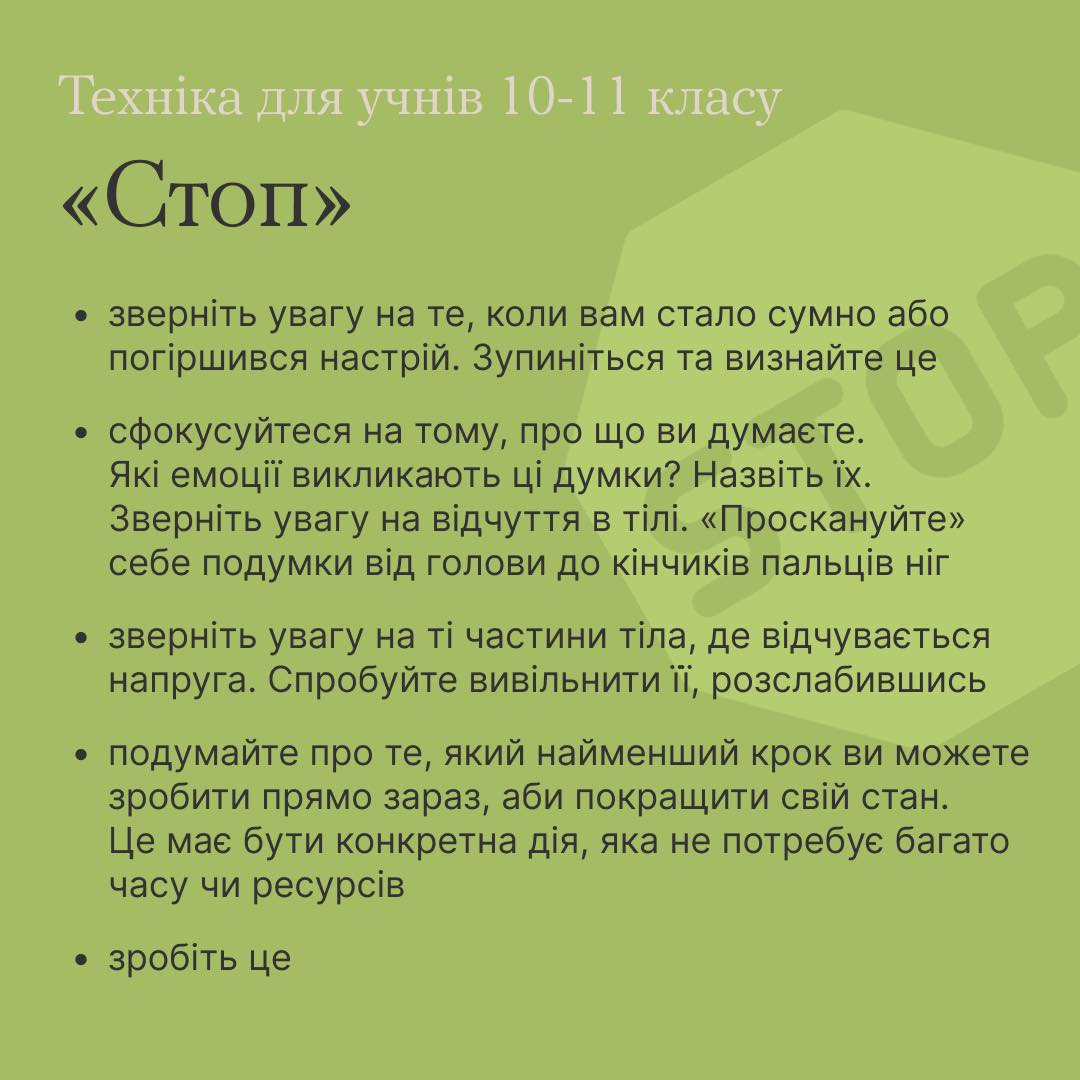 Техніка для учнів 10-11 класу
«Стоп»
• зверніть увагу на те, коли вам стало сумно або
погіршився настрій. Зупиніться та визнайте це
• сфокусуйтеся на тому, про що ви думаєте.
Які емоції викликають ці думки? Назвіть їх.
Зверніть увагу на відчуття в тілі. «Проскануйте»
себе подумки від голови до кінчиків пальців ніг
• зверніть увагу на ті частини тіла, де відчувається
напруга. Спробуйте вивільнити її, розслабившись
• подумайте про те, який найменший крок ви можете
зробити прямо зараз, аби покращити свій стан.
Це має бути конкретна дія, яка не потребує багато
часу чи ресурсів
• зробіть це
STOP